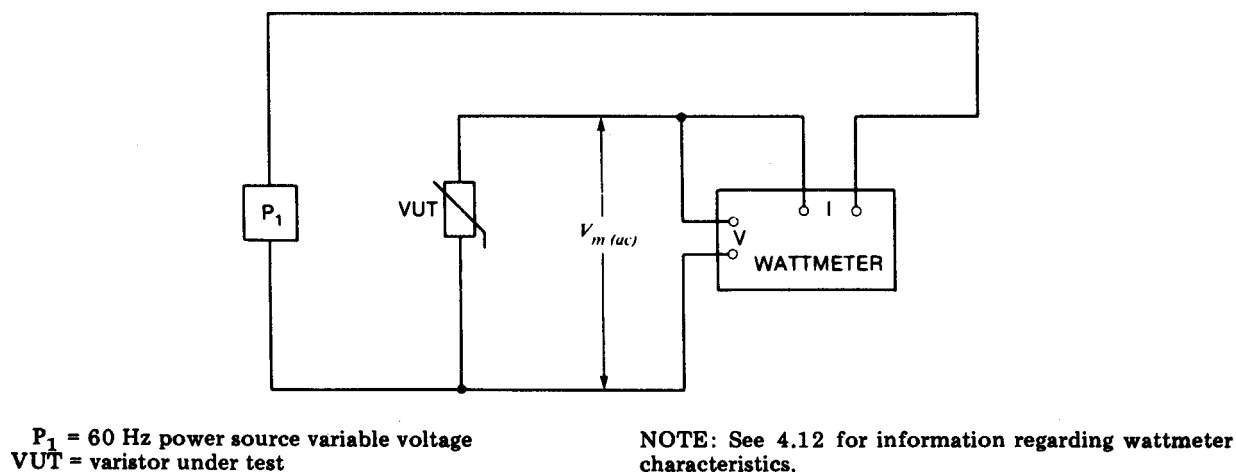 P1
VUT
Vm (ac)
I
V
WATTMETER
P1 = 60 Hz power source variable voltage
VUT = varistor under test
NOTE: See 4.12 for information regarding wattmeter
characteristics.